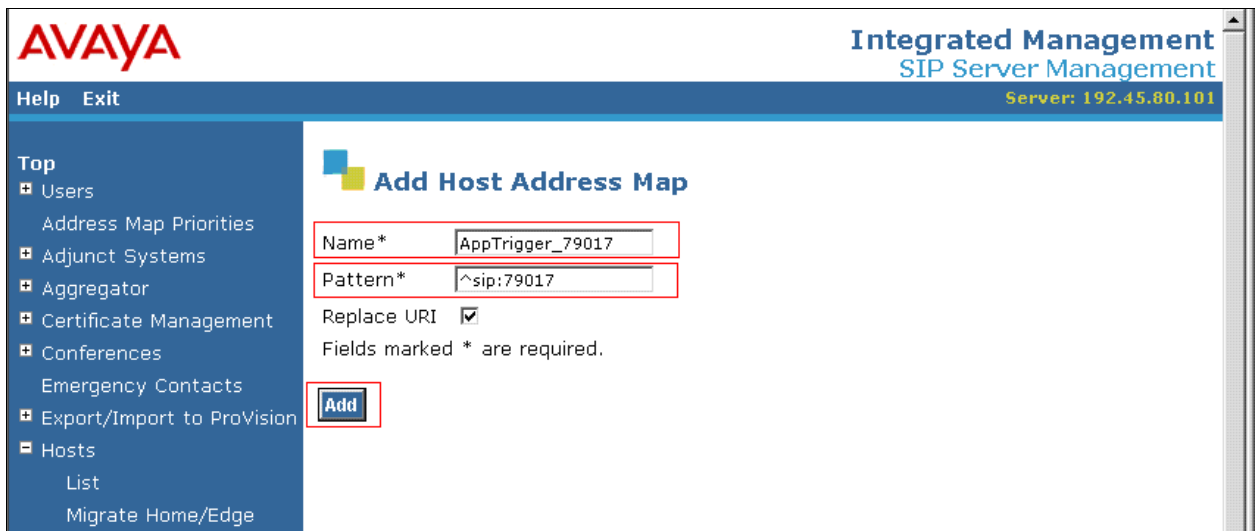 AVAYA
Integrated Management
SIP Server Management
Help Exit
Server: 192.45.80.101
Top
Users
Address Map Priorities
Adjunct Systems
Aggregator
Certificate Management
Conferences
Emergency Contacts
Export/Import to ProVision
Hosts
List
Migrate Home/Edge
Add Host Address Map
Name* AppTrigger_79017
Pattern* ^sip:79017
Replace URI
Fields marked * are required.
Add